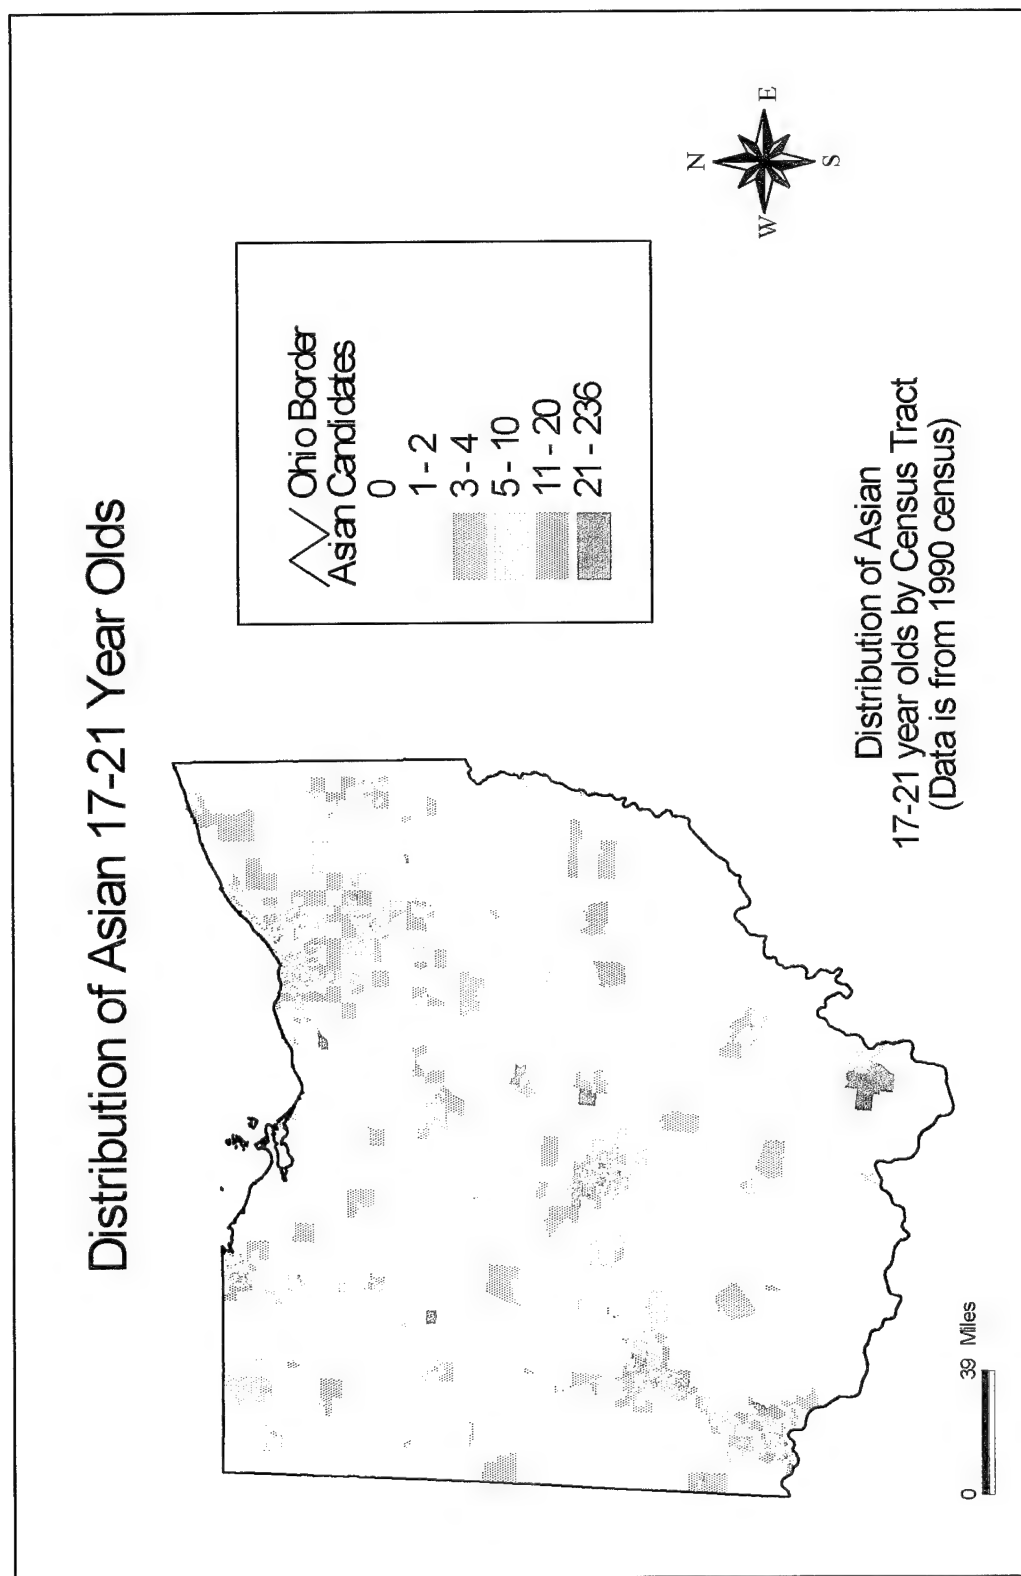 Distribution of Asian 17-21 Year Olds
Ohio Border
Asian Candidates
0
1 - 2
3 - 4
5 - 10
11 - 20
21 - 236
N
W
E
S
Distribution of Asian
17-21 year olds by Census Tract
(Data is from 1990 census)
0 39 Miles